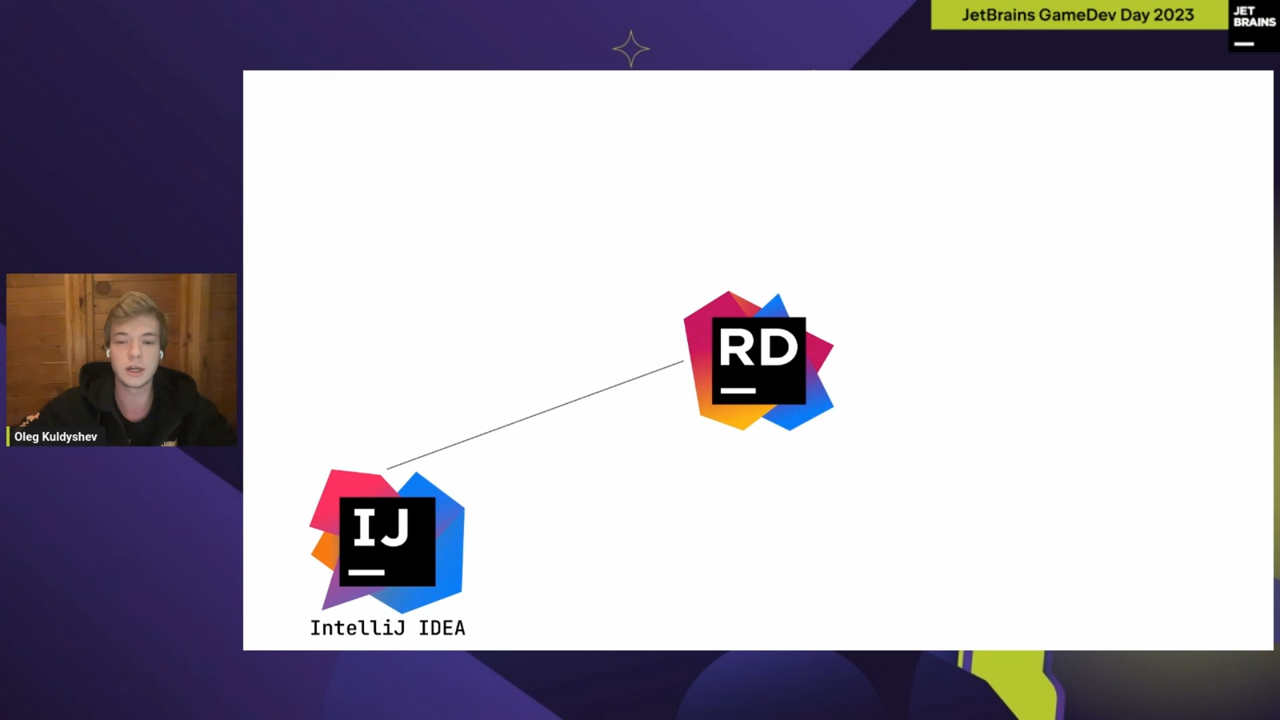 JetBrains GameDev Day 2023
JET
BRAINS
RD
Oleg Kuldyshev
IJ
IntelliJ IDEA